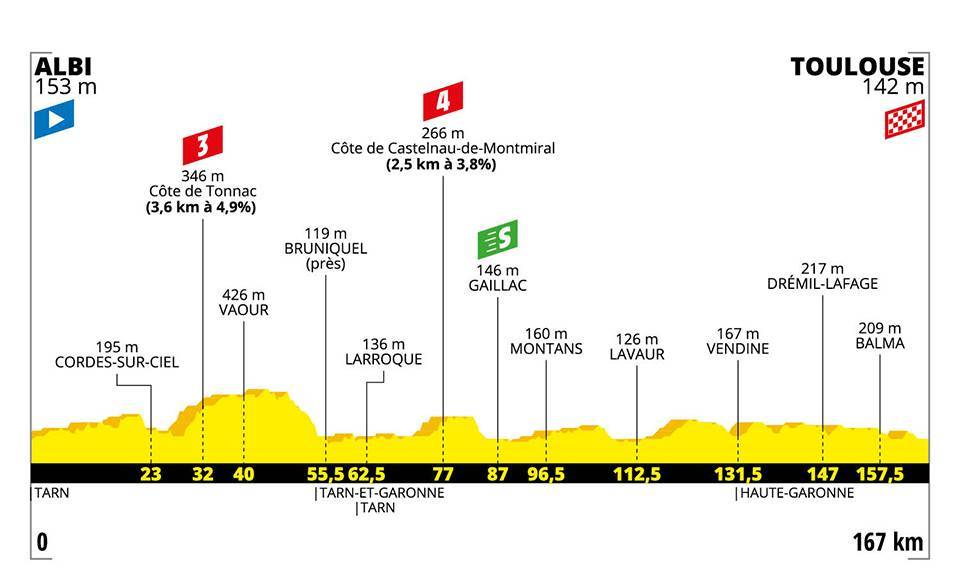 ALBI
153 m
TOULOUSE
142 m
4
266 m
Côte de Castelnau-de-Montmiral
(2,5 km à 3,8%)
3
346 m
Côte de Tonnac
(3,6 km à 4,9%)
S
146 m
GAILLAC
119 m
BRUNIQUEL
(près)
217 m
DRÉMIL-LAFAGE
426 m
VAOUR
195 m
CORDES-SUR-CIEL
136 m
LARROQUE
160 m
MONTANS
126 m
LAVAUR
167 m
VENDINE
209 m
BALMA
23 32 40 55,5 62,5 77 87 96,5 112,5 131,5 147 157,5
|TARN |TARN-ET-GARONNE |HAUTE-GARONNE
|TARN
0 167 km